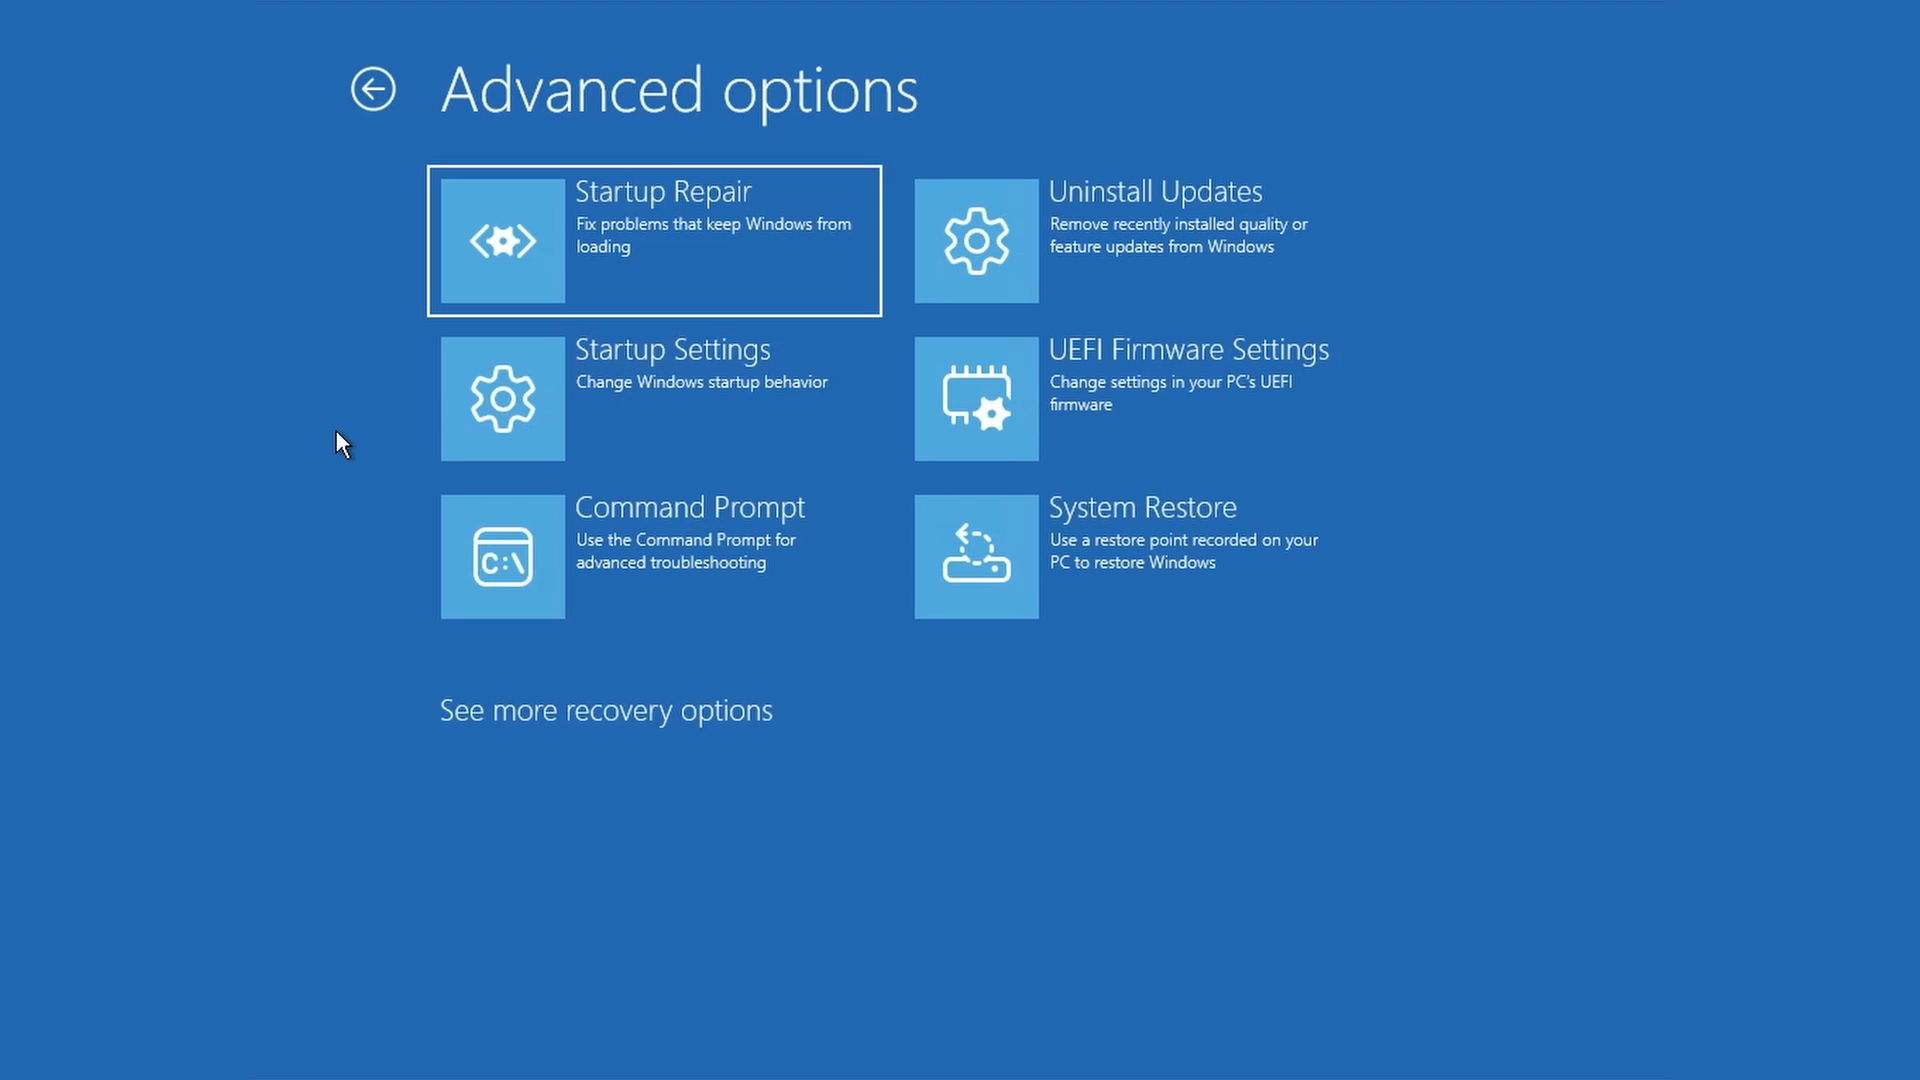 Advanced options
Startup Repair
Fix problems that keep Windows from
loading
Uninstall Updates
Remove recently installed quality or
feature updates from Windows
Startup Settings
Change Windows startup behavior
UEFI Firmware Settings
Change settings in your PC's UEFI
firmware
C:\
Command Prompt
Use the Command Prompt for
advanced troubleshooting
System Restore
Use a restore point recorded on your
PC to restore Windows
See more recovery options